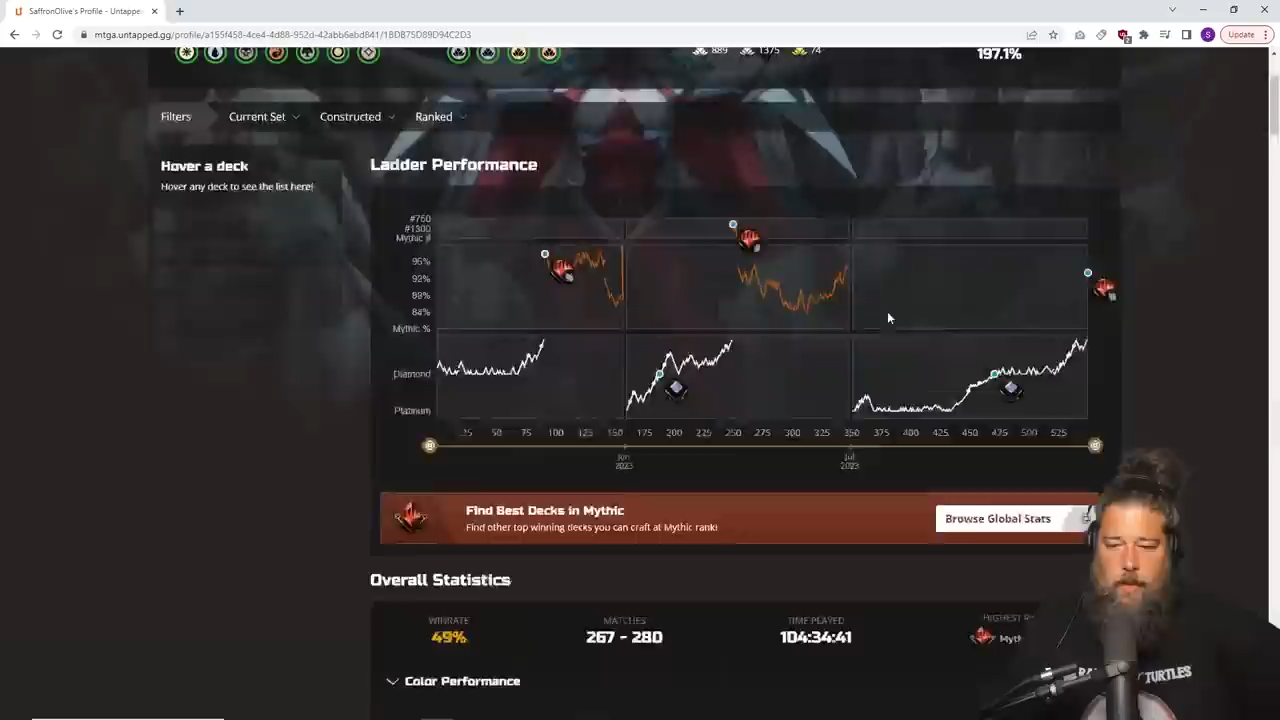 SaffronOlive's Profile - Untappe
mtga.untapped.gg/profile/a155f458-4ce4-4d88-952d-42abb6ebd841/1BDB75D89D94C2D3
Update
889 1375 74
197.1%
Filters Current Set Constructed Ranked
Hover a deck
Hover any deck to see the list here!
Ladder Performance
#750
#1300
Mythic #
95%
92%
89%
84%
Mythic %
Diamond
Platinum
25 50 75 100 125 150 175 200 225 250 275 300 325 350 375 400 425 450 475 500 525
Jun
2023
Jul
2023
Find Best Decks in Mythic
Find other top winning decks you can craft at Mythic rank!
Browse Global Stats
Overall Statistics
WINRATE MATCHES TIME PLAYED
49% 267 - 280 104:34:41
Color Performance
TURTLES